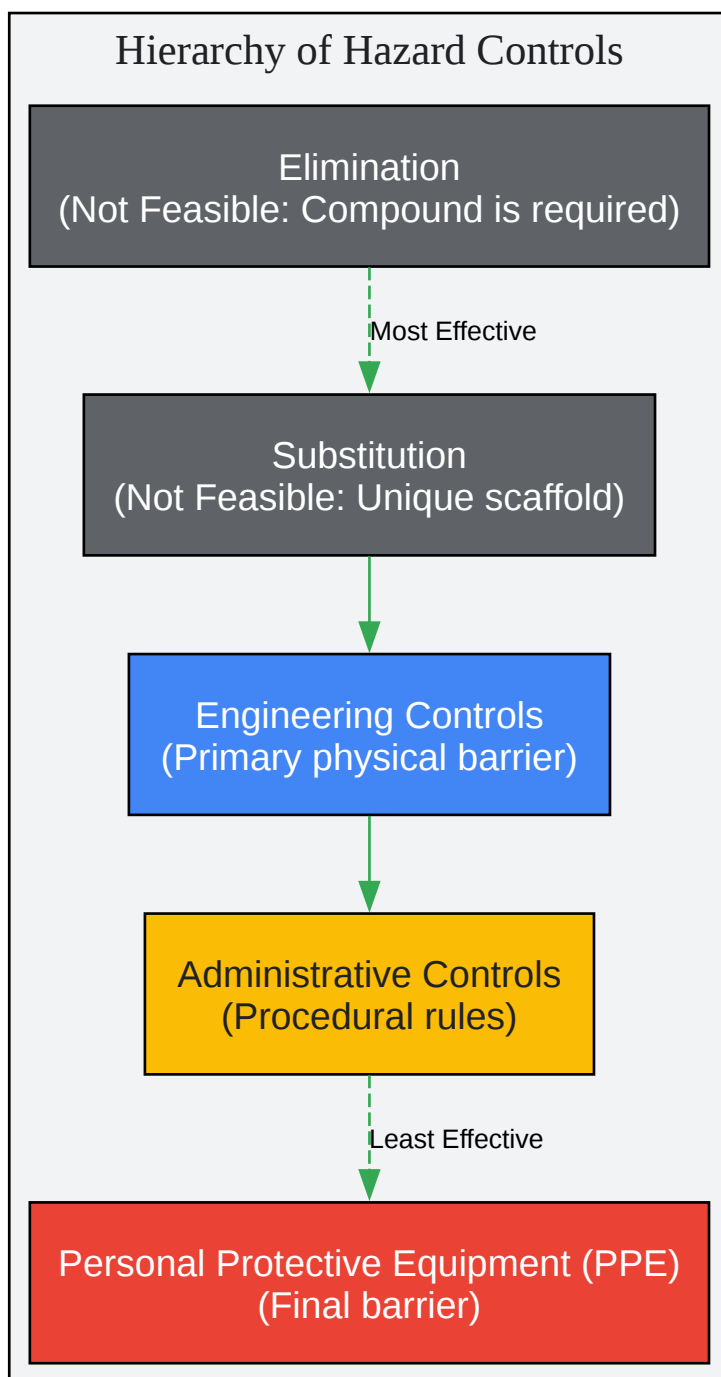 Hierarchy of Hazard Controls
Elimination
(Not Feasible: Compound is required)
Most Effective
Substitution
(Not Feasible: Unique scaffold)
Engineering Controls
(Primary physical barrier)
Administrative Controls
(Procedural rules)
Least Effective
Personal Protective Equipment (PPE)
(Final barrier)